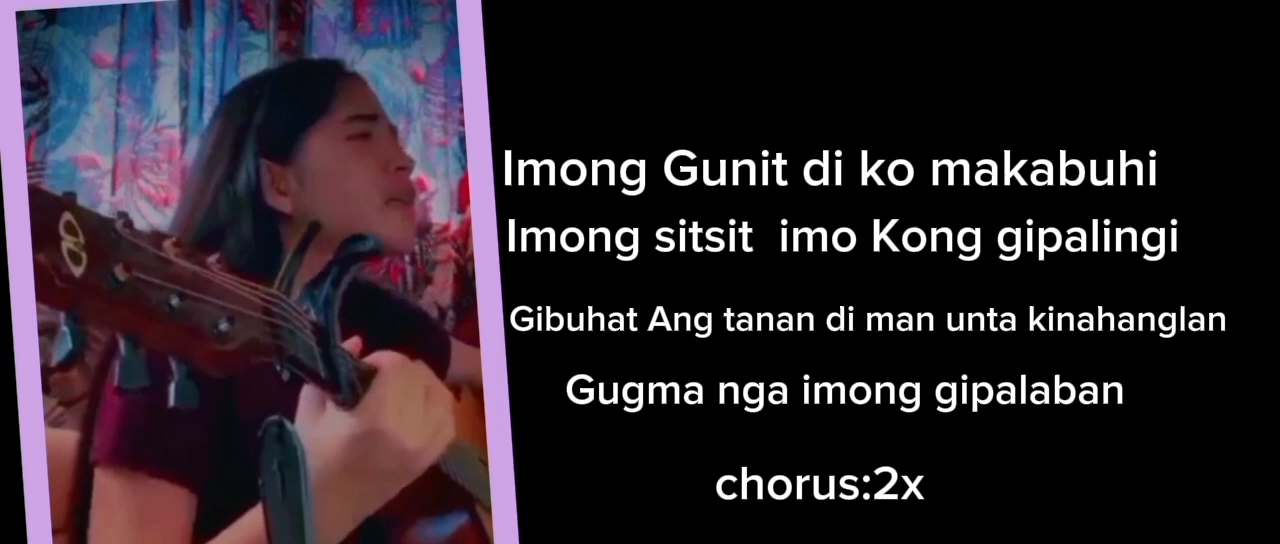 Imong Gunit di ko makabuhi
Imong sitsit imo Kong gipalingi
Gibuhat Ang tanan di man unta kinahanglan
Gugma nga imong gipalaban
chorus:2x